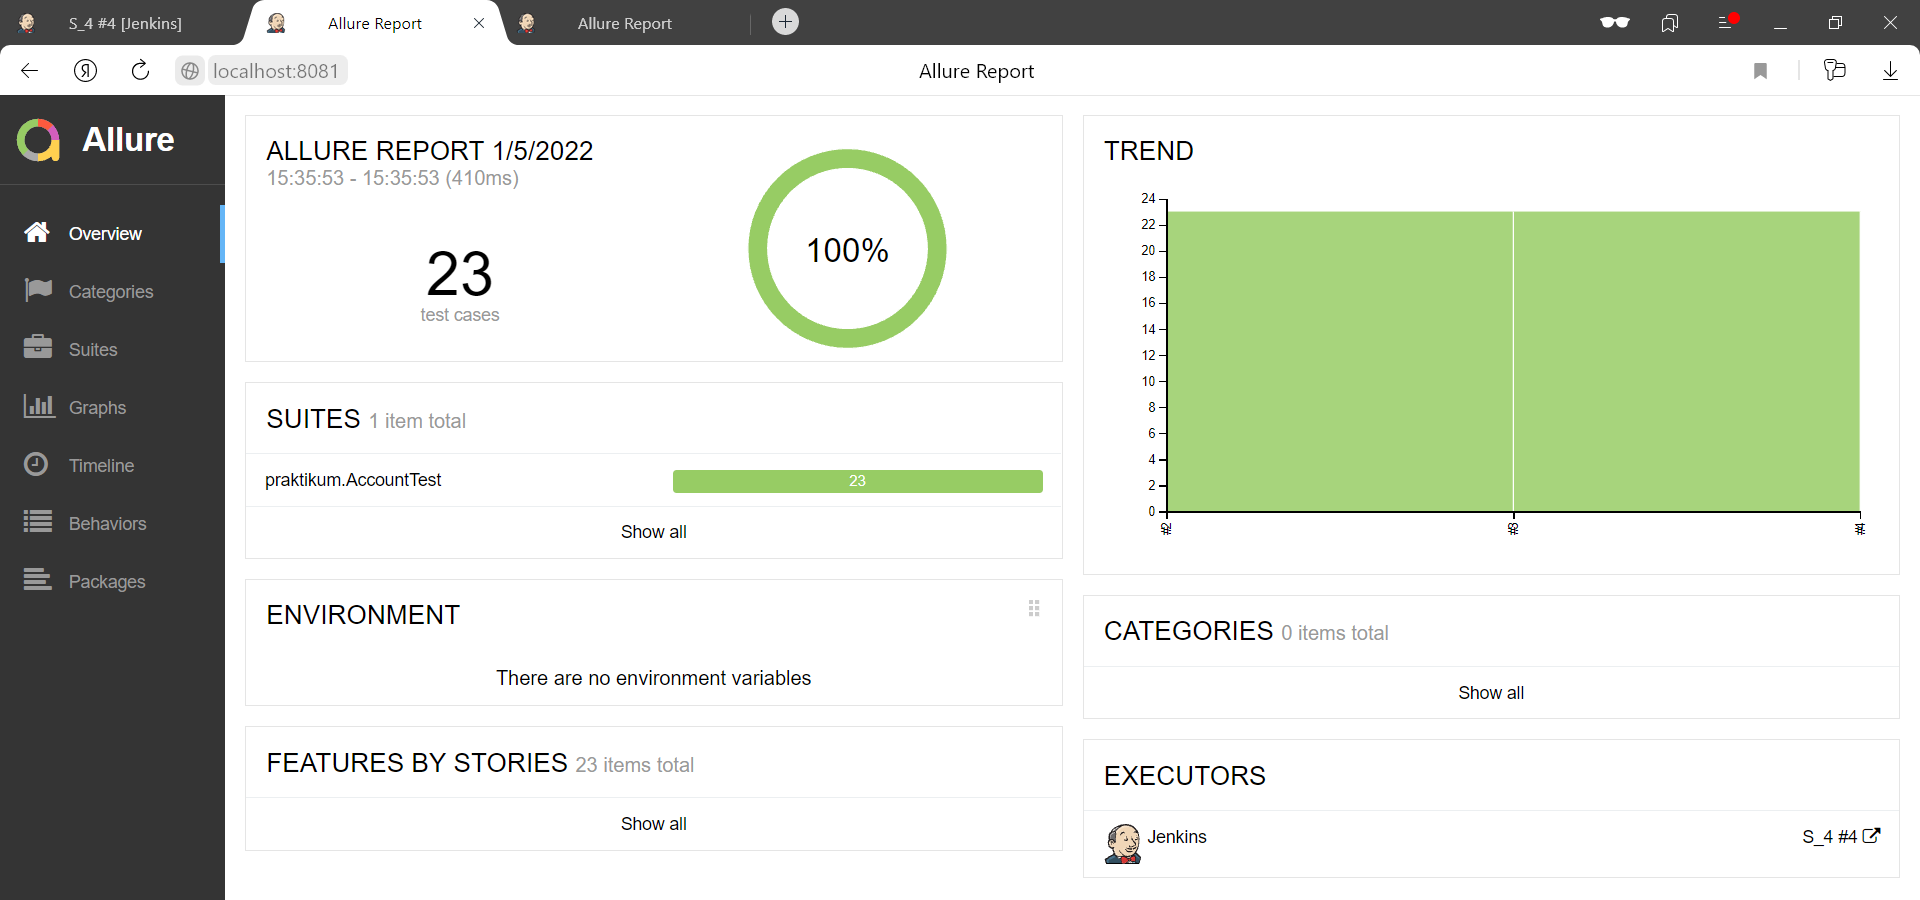 S_4 #4 [Jenkins]
Allure Report
Allure Report
localhost:8081
Allure Report
Allure
Overview
Categories
Suites
Graphs
Timeline
Behaviors
Packages
ALLURE REPORT 1/5/2022
15:35:53 - 15:35:53 (410ms)
23
test cases
100%
SUITES 1 item total
praktikum.AccountTest
23
Show all
ENVIRONMENT
There are no environment variables
FEATURES BY STORIES 23 items total
Show all
TREND
24
22
20
18
16
14
12
10
8
6
4
2
0
#2
#3
#4
CATEGORIES 0 items total
Show all
EXECUTORS
Jenkins
S_4 #4